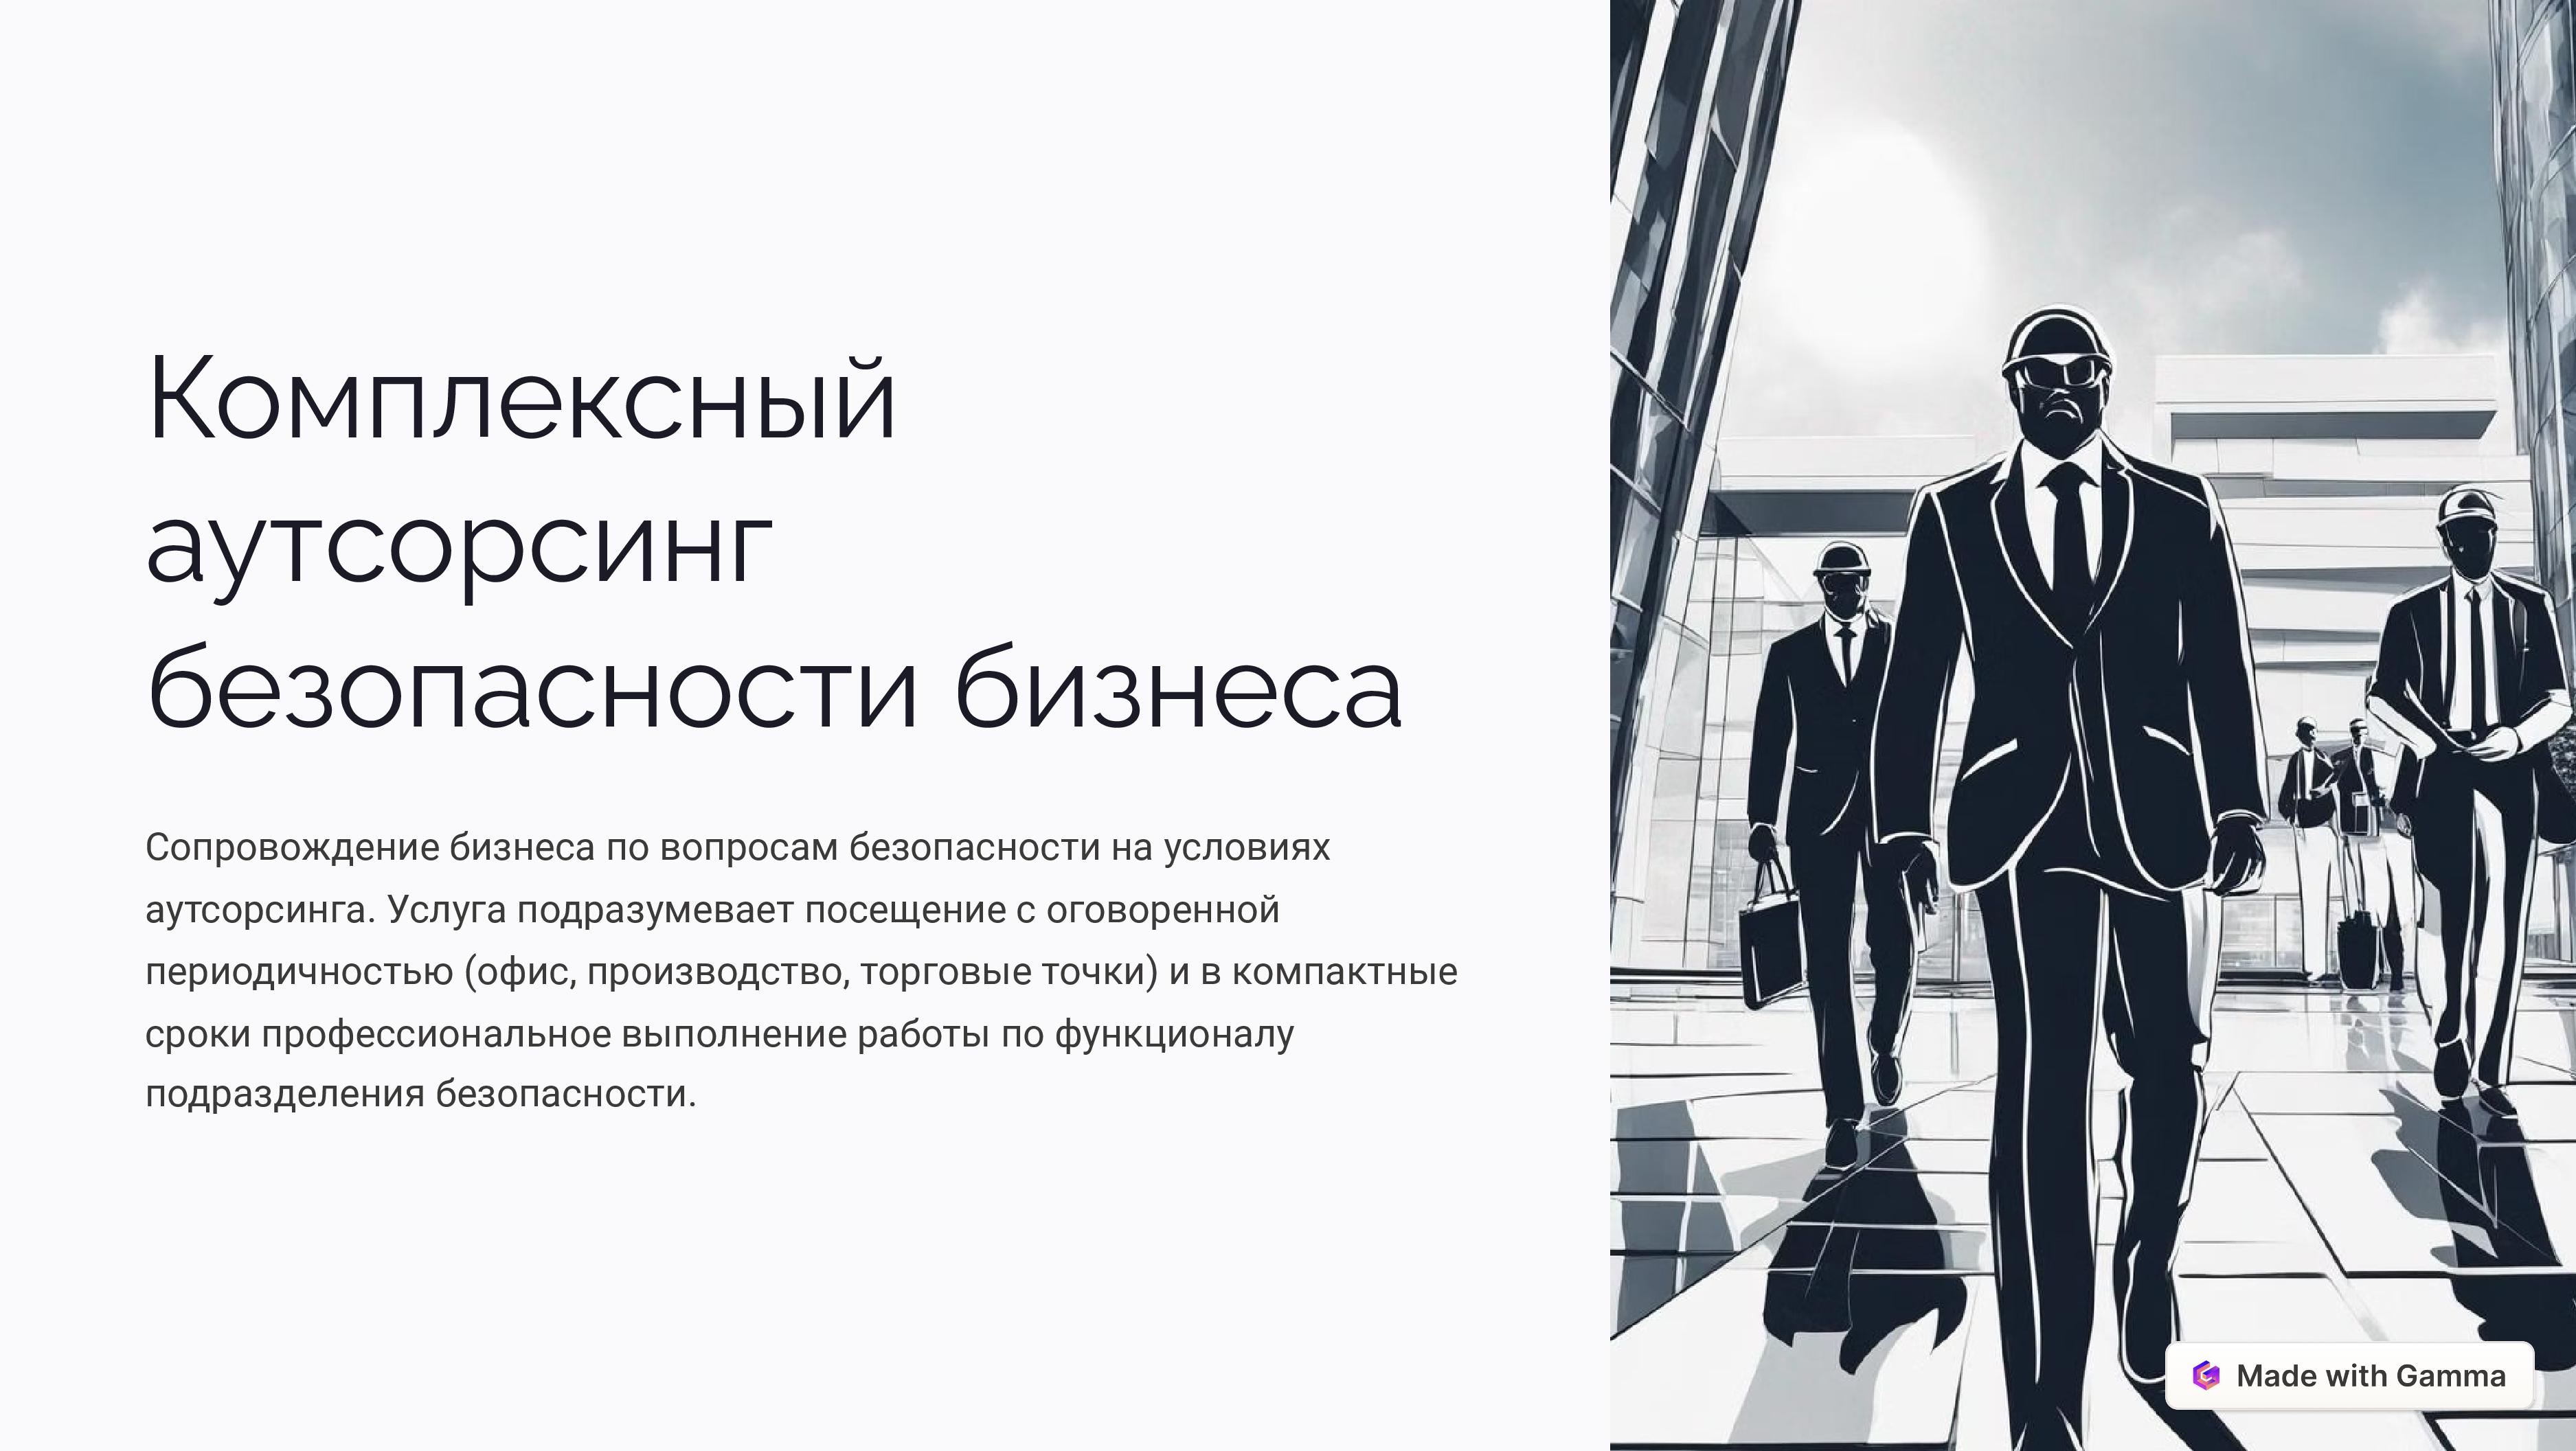 Комплексный
аутсорсинг
безопасности бизнеса
Сопровождение бизнеса по вопросам безопасности на условиях
аутсорсинга. Услуга подразумевает посещение с оговоренной
периодичностью (офис, производство, торговые точки) и в компактные
сроки профессиональное выполнение работы по функционалу
подразделения безопасности.
Made with Gamma